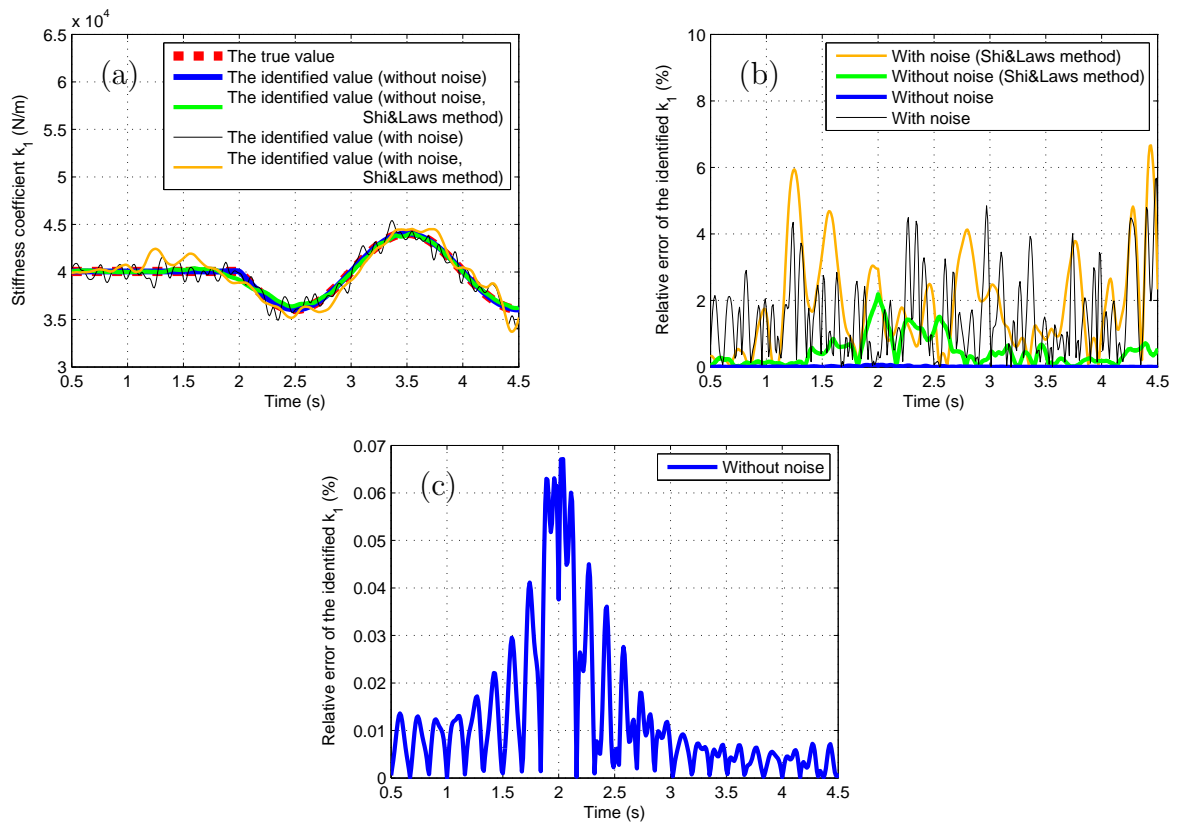 x 10⁴
6.5
6
5.5
5
4.5
4
3.5
3
Stiffness coefficient k₁ (N/m)
(a)
The true value
The identified value (without noise)
The identified value (without noise,
Shi&Laws method)
The identified value (with noise)
The identified value (with noise,
Shi&Laws method)
0.5 1 1.5 2 2.5 3 3.5 4 4.5
Time (s)
10
8
6
4
2
0
Relative error of the identified k₁ (%)
(b)
With noise (Shi&Laws method)
Without noise (Shi&Laws method)
Without noise
With noise
0.5 1 1.5 2 2.5 3 3.5 4 4.5
Time (s)
0.07
0.06
0.05
0.04
0.03
0.02
0.01
0
Relative error of the identified k₁ (%)
(c)
Without noise
0.5 1 1.5 2 2.5 3 3.5 4 4.5
Time (s)